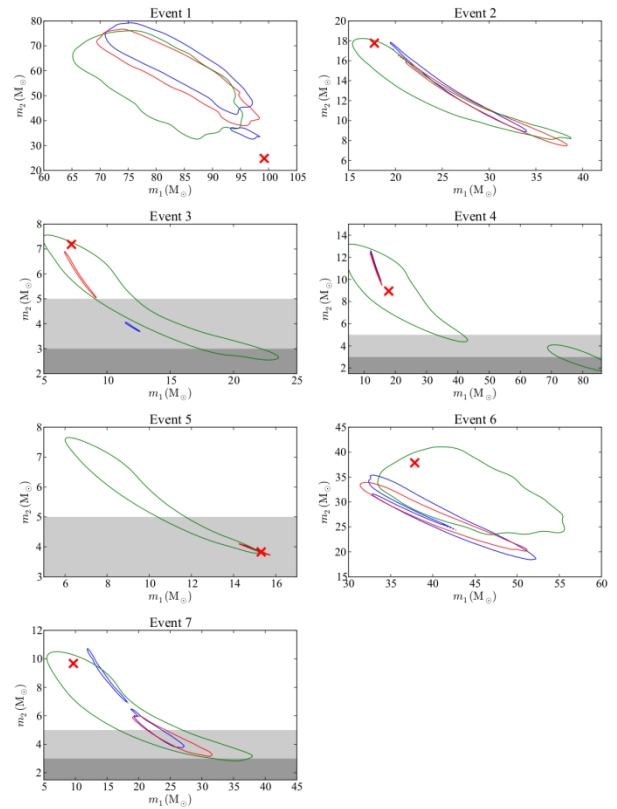 Event 1
80
70
60
50
40
30
20
m₂(M☉)
60 65 70 75 80 85 90 95 100 105
m₁(M☉)
Event 2
18
16
14
12
10
8
6
m₂(M☉)
15 20 25 30 35 40
m₁(M☉)
Event 3
8
7
6
5
4
3
2
m₂(M☉)
5 10 15 20 25
m₁(M☉)
Event 4
14
12
10
8
6
4
2
m₂(M☉)
10 20 30 40 50 60 70 80
m₁(M☉)
Event 5
8
7
6
5
4
3
m₂(M☉)
6 8 10 12 14 16
m₁(M☉)
Event 6
45
40
35
30
25
20
15
m₂(M☉)
30 35 40 45 50 55 60
m₁(M☉)
Event 7
12
10
8
6
4
2
m₂(M☉)
5 10 15 20 25 30 35 40 45
m₁(M☉)